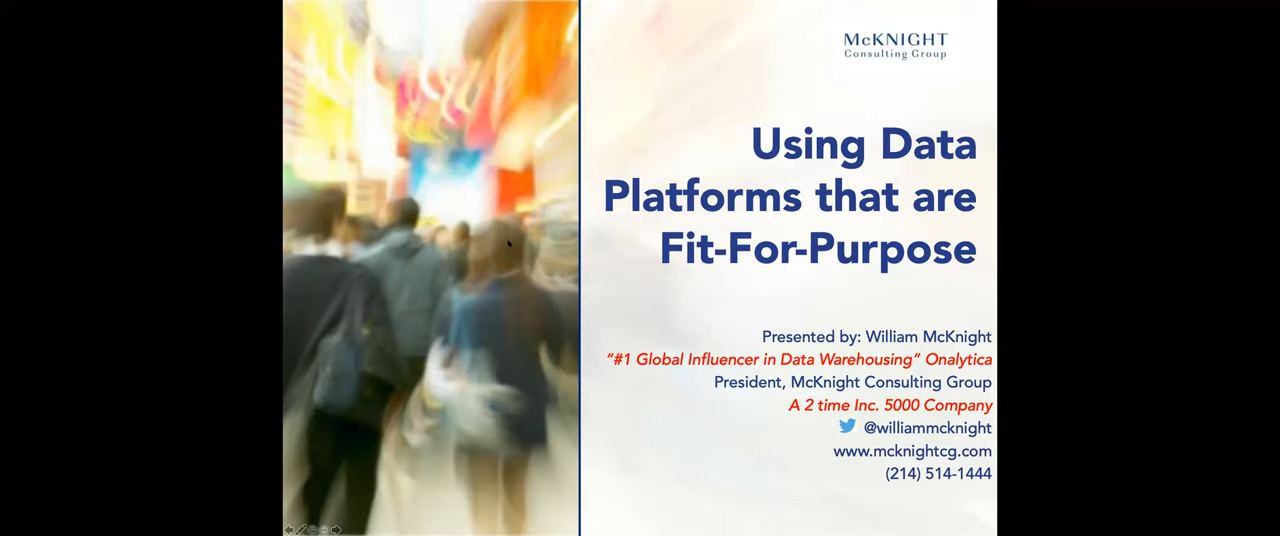 McKNIGHT
Consulting Group
Using Data
Platforms that are
Fit-For-Purpose
Presented by: William McKnight
“#1 Global Influencer in Data Warehousing” Onalytica
President, McKnight Consulting Group
A 2 time Inc. 5000 Company
@williammcknight
www.mcknightcg.com
(214) 514-1444